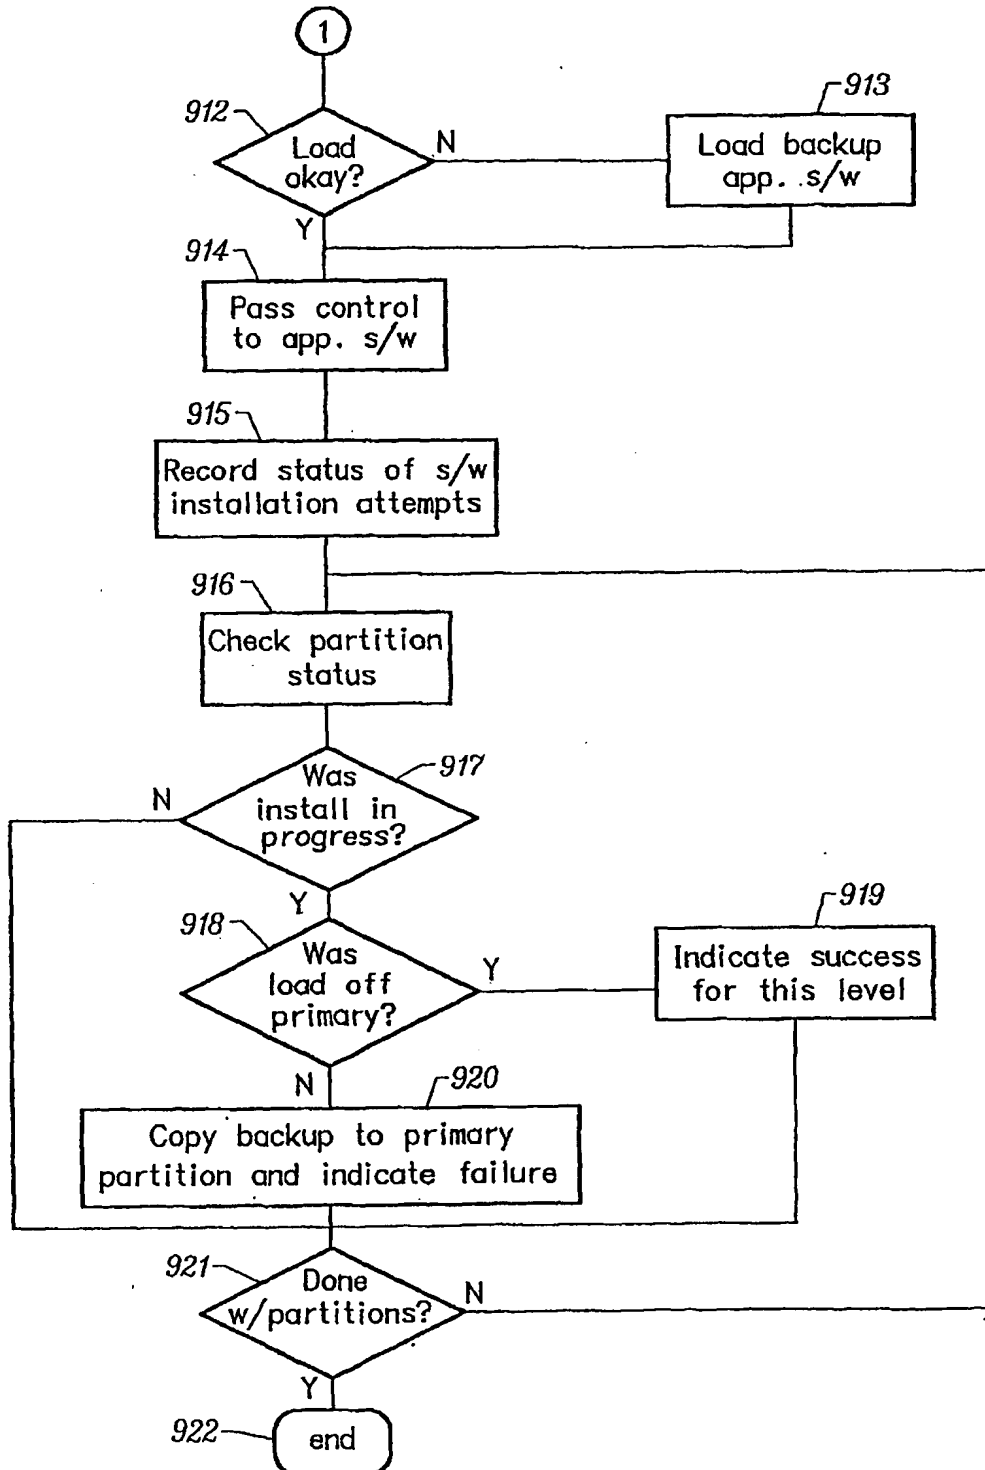 1
912
Load
okay?
N
Y
913
Load backup
app. s/w
914
Pass control
to app. s/w
915
Record status of s/w
installation attempts
916
Check partition
status
917
Was
install in
progress?
N
Y
918
Was
load off
primary?
Y
N
919
Indicate success
for this level
920
Copy backup to primary
partition and indicate failure
921
Done
w/partitions?
N
Y
922
end